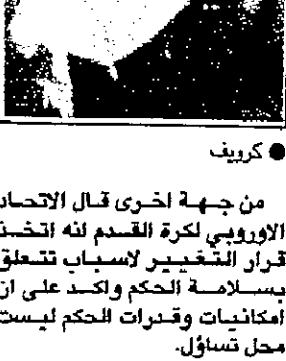 ● كرويف
من جهة اخرى قال الاتحاد
الاوروبي لكرة القدم انه اتخذ
قرار التغيير لاسباب تتعلق
بسلامة الحكم واكد على ان
امكانيات وقدرات الحكم ليست
محل تساؤل.